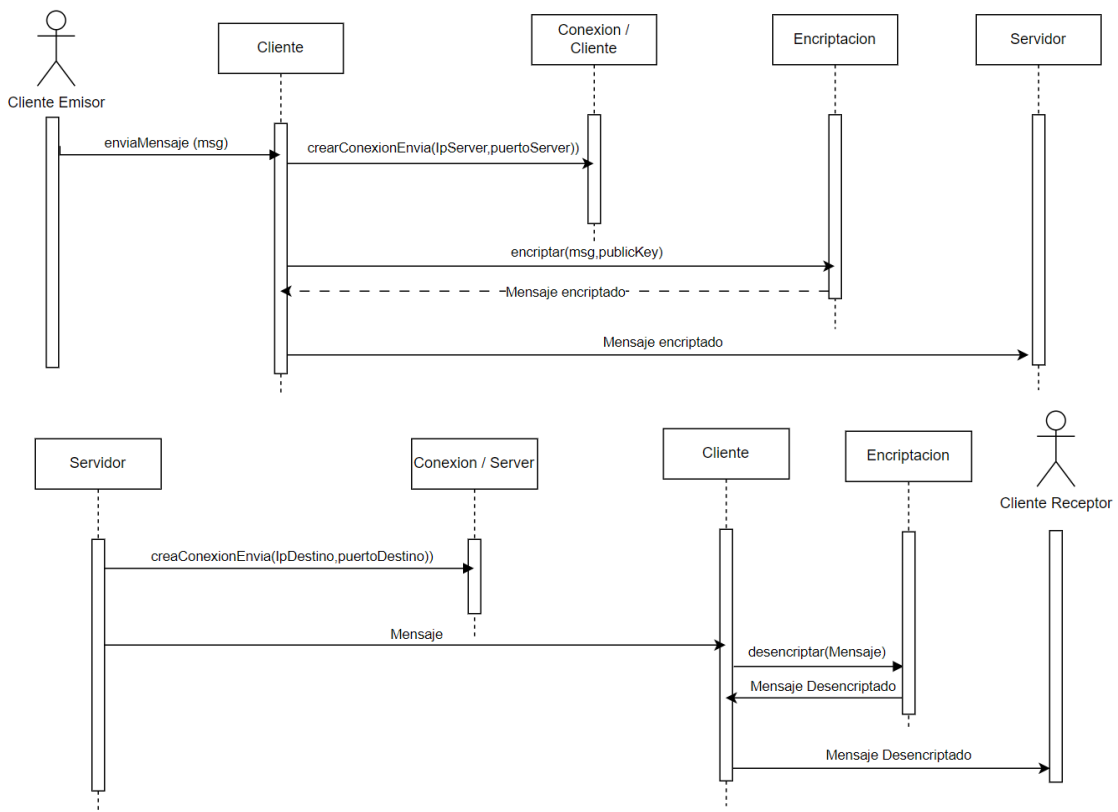 Cliente Emisor
Cliente
Conexion /
Cliente
Encriptacion
Servidor
enviaMensaje (msg)
crearConexionEnvia(IpServer,puertoServer))
encriptar(msg,publicKey)
Mensaje encriptado
Mensaje encriptado
Servidor
Conexion / Server
Cliente
Encriptacion
Cliente Receptor
creaConexionEnvia(IpDestino,puertoDestino))
Mensaje
desencriptar(Mensaje)
Mensaje Desencriptado
Mensaje Desencriptado